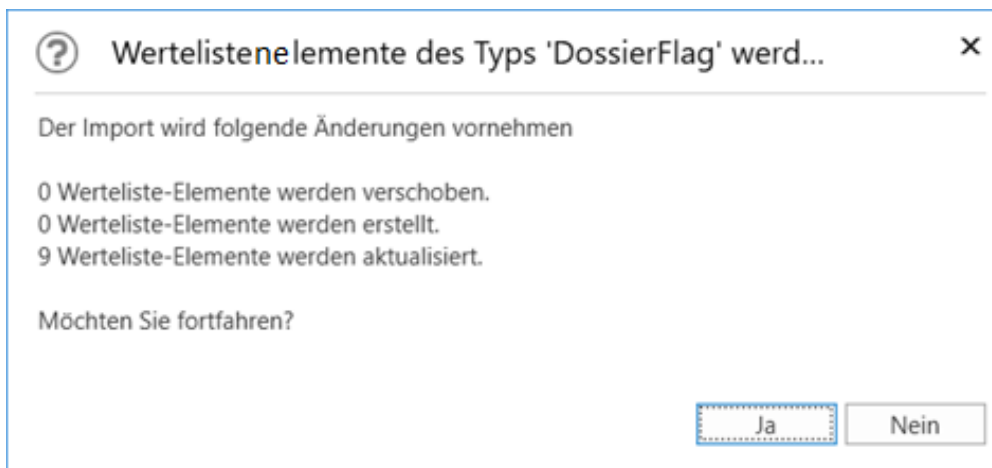 Wertelistenelemente des Typs 'DossierFlag' werd...
Der Import wird folgende Änderungen vornehmen
0 Werteliste-Elemente werden verschoben.
0 Werteliste-Elemente werden erstellt.
9 Werteliste-Elemente werden aktualisiert.
Möchten Sie fortfahren?
Ja Nein